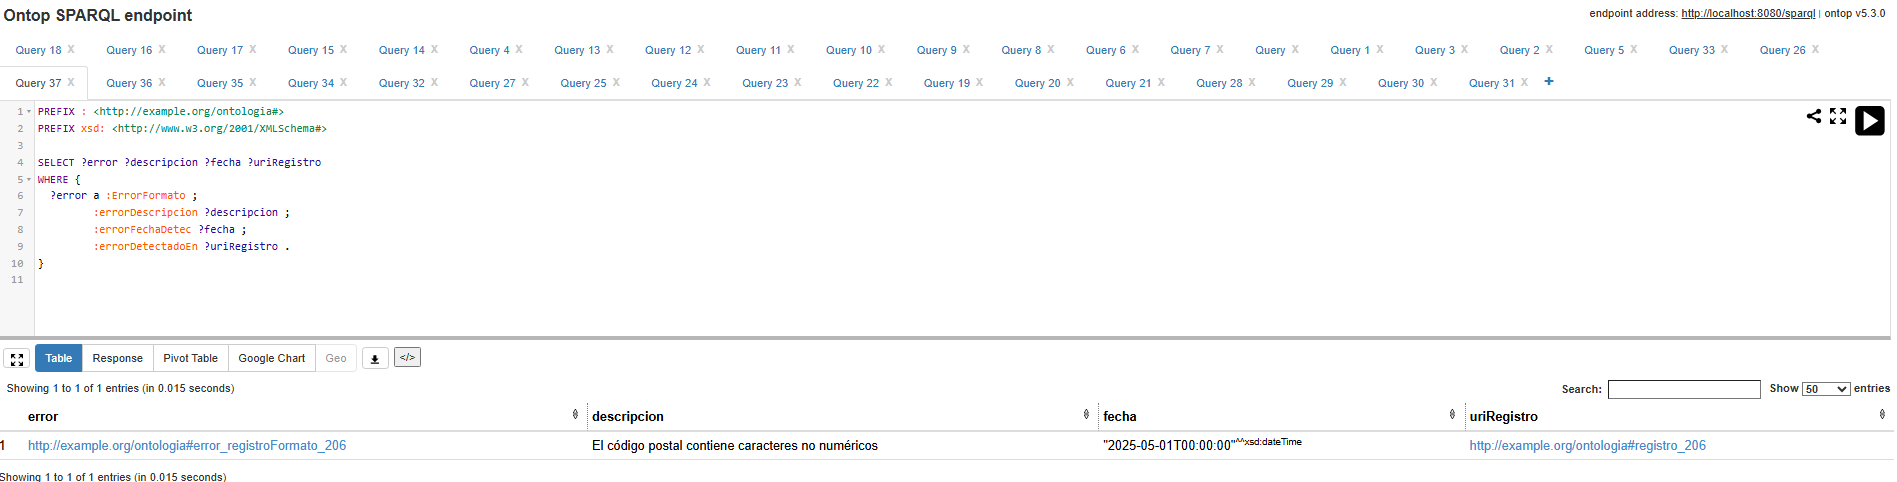 Ontop SPARQL endpoint
endpoint address: http://localhost:8080/sparql | ontop v5.3.0
Query 18 X Query 16 X Query 17 X Query 15 X Query 14 X Query 4 X Query 13 X Query 12 X Query 11 X Query 10 X Query 9 X Query 8 X Query 6 X Query 7 X Query X Query 1 X Query 3 X Query 2 X Query 5 X Query 33 X Query 26 X
Query 37 X Query 36 X Query 35 X Query 34 X Query 32 X Query 27 X Query 25 X Query 24 X Query 23 X Query 22 X Query 19 X Query 20 X Query 21 X Query 28 X Query 29 X Query 30 X Query 31 X +
1 PREFIX : <http://example.org/ontologia#>
2 PREFIX xsd: <http://www.w3.org/2001/XMLSchema#>
3
4 SELECT ?error ?descripcion ?fecha ?uriRegistro
5 WHERE {
6 ?error a :ErrorFormato ;
7 :errorDescripcion ?descripcion ;
8 :errorFechaDetec ?fecha ;
9 :errorDetectadoEn ?uriRegistro .
10 }
11
Table Response Pivot Table Google Chart Geo </>
Showing 1 to 1 of 1 entries (in 0.015 seconds)
Search: Show 50 entries
error descripcion fecha uriRegistro
1 http://example.org/ontologia#error_registroFormato_206 El código postal contiene caracteres no numéricos "2025-05-01T00:00:00"^^xsd:dateTime http://example.org/ontologia#registro_206
Showing 1 to 1 of 1 entries (in 0.015 seconds)